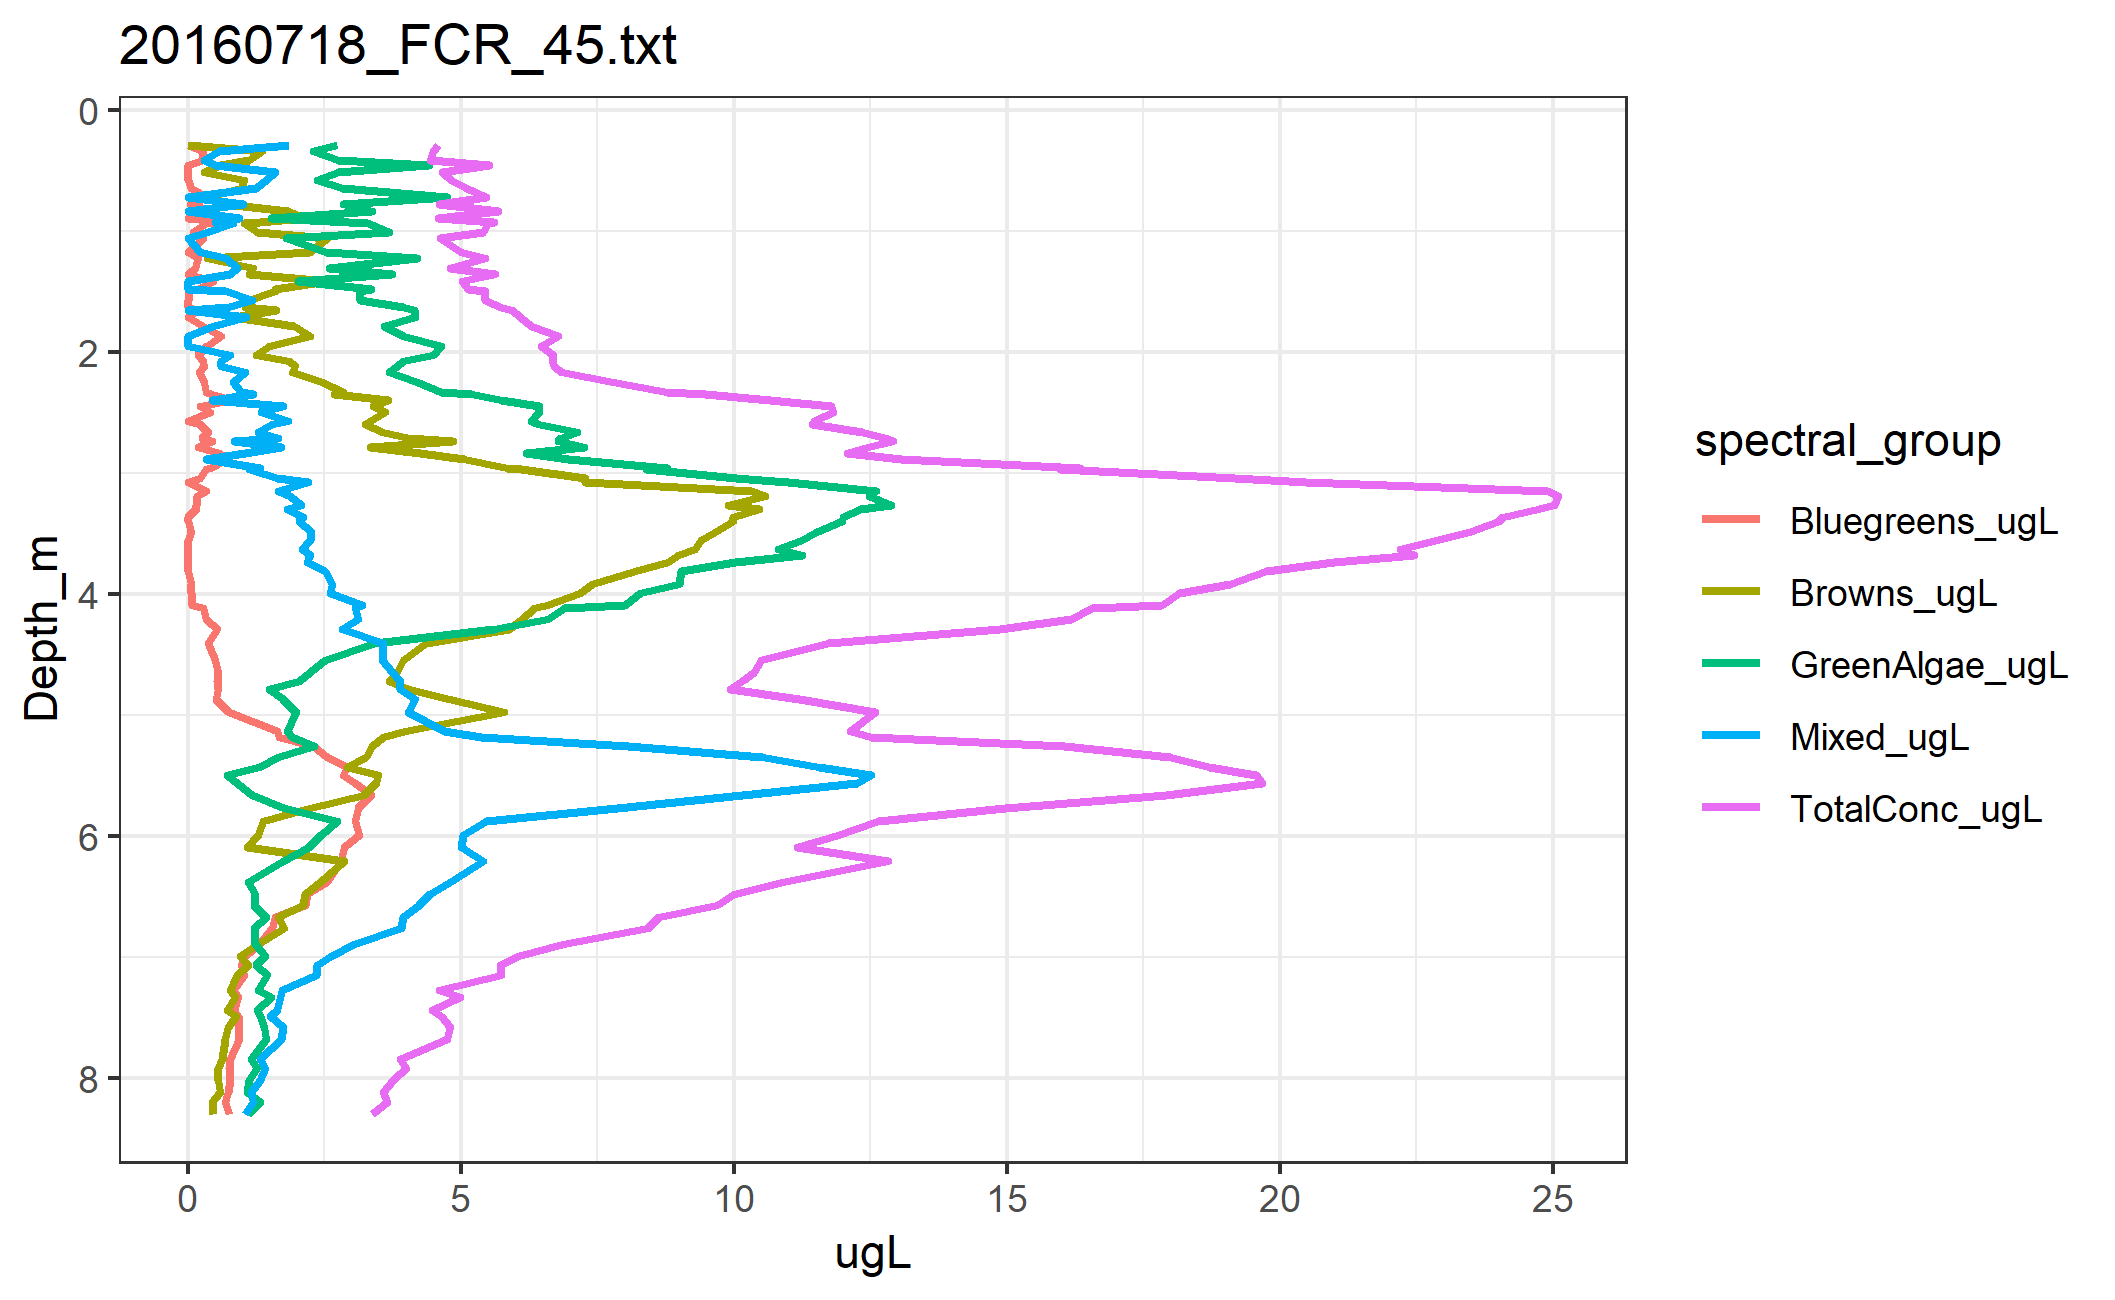 20160718_FCR_45.txt
0
2
4
6
8
Depth_m
0 5 10 15 20 25
ugL
spectral_group
Bluegreens_ugL
Browns_ugL
GreenAlgae_ugL
Mixed_ugL
TotalConc_ugL